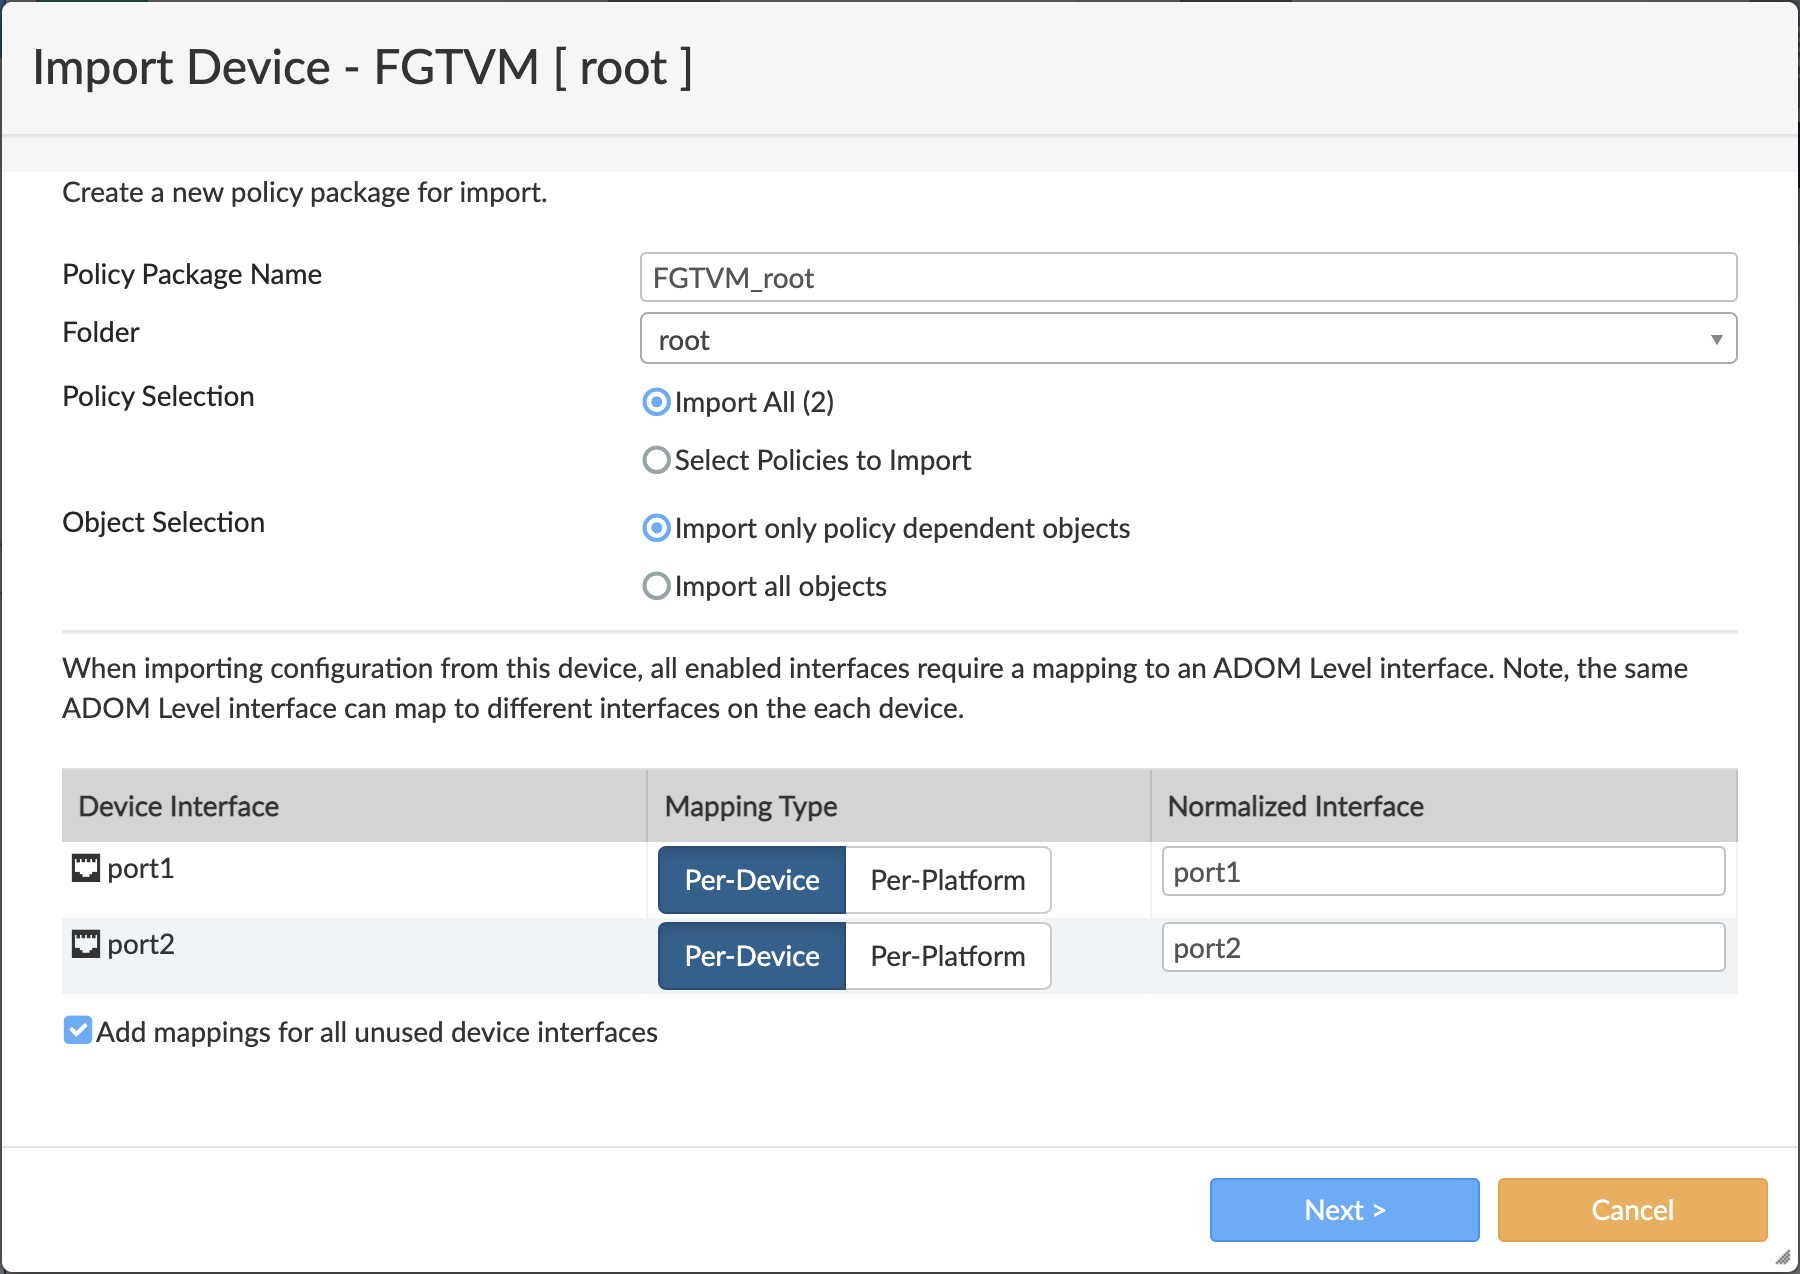 Import Device - FGTVM [ root ]
Create a new policy package for import.
Policy Package Name
FGTVM_root
Folder
root
Policy Selection
Import All (2)
Select Policies to Import
Object Selection
Import only policy dependent objects
Import all objects
When importing configuration from this device, all enabled interfaces require a mapping to an ADOM Level interface. Note, the same
ADOM Level interface can map to different interfaces on the each device.
Device Interface
Mapping Type
Normalized Interface
port1
Per-Device
Per-Platform
port1
port2
Per-Device
Per-Platform
port2
Add mappings for all unused device interfaces
Next >
Cancel